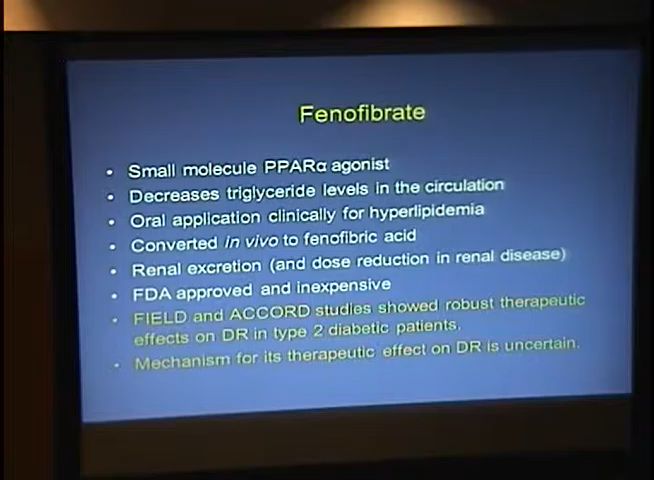 Fenofibrate
• Small molecule PPARα agonist
• Decreases triglyceride levels in the circulation
• Oral application clinically for hyperlipidemia
• Converted in vivo to fenofibric acid
• Renal excretion (and dose reduction in renal disease)
• FDA approved and inexpensive
• FIELD and ACCORD studies showed robust therapeutic
effects on DR in type 2 diabetic patients.
• Mechanism for its therapeutic effect on DR is uncertain.